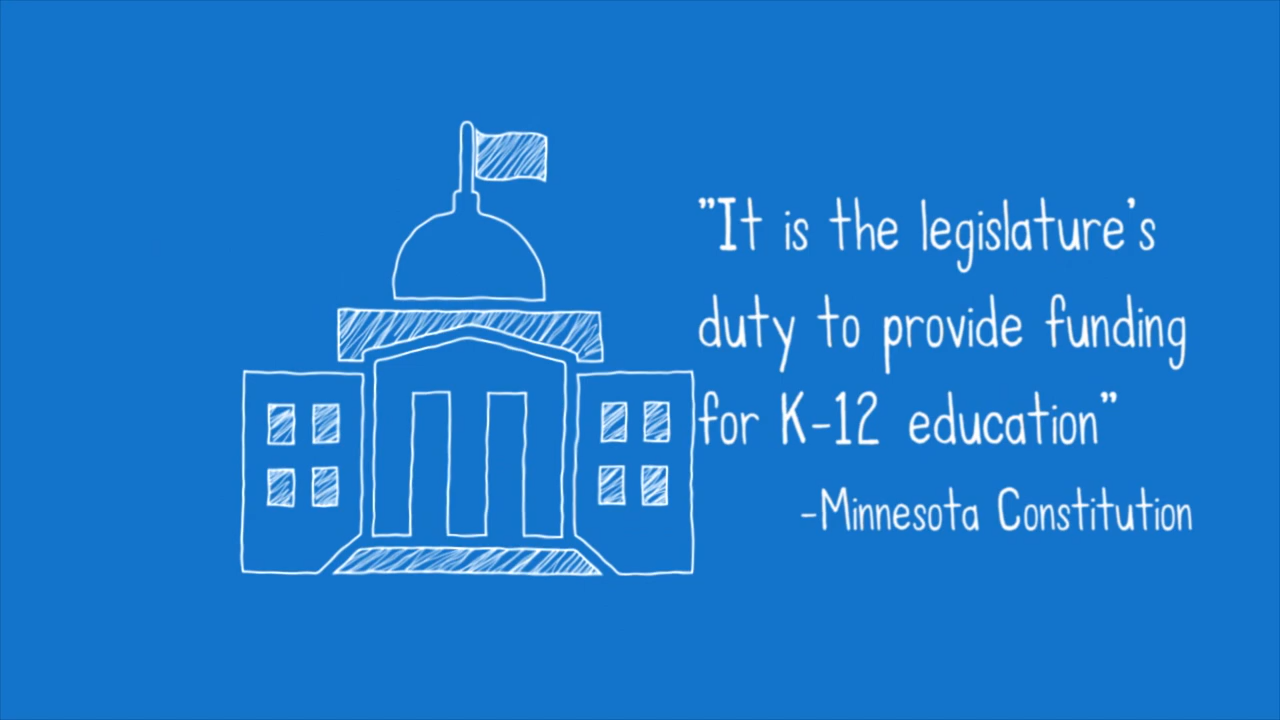 "It is the legislature's
duty to provide funding
for K-12 education"
-Minnesota Constitution